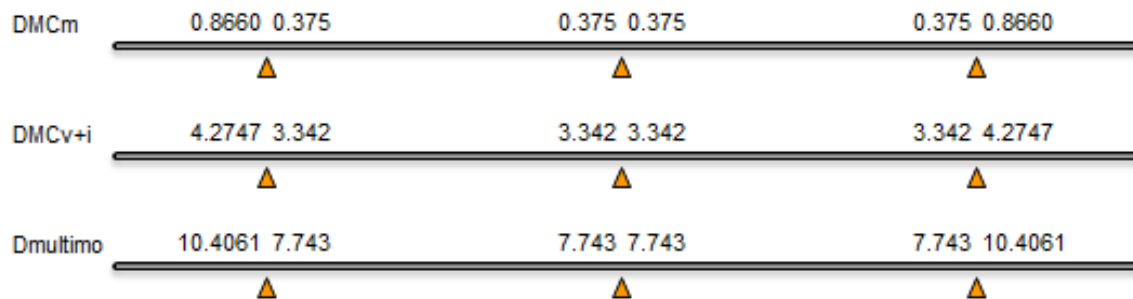 DMCm 0.8660 0.375 0.375 0.375 0.375 0.8660
DMCv+i 4.2747 3.342 3.342 3.342 3.342 4.2747
Dmultimo 10.4061 7.743 7.743 7.743 7.743 10.4061